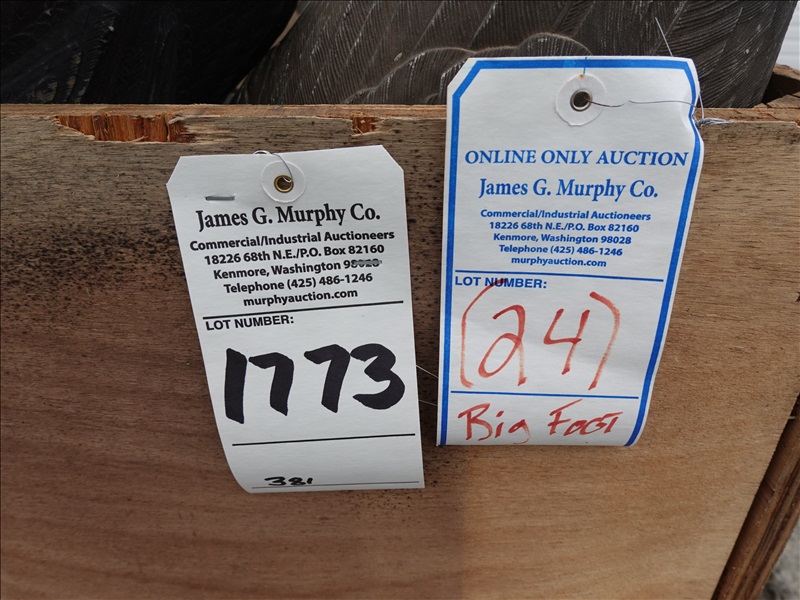 James G. Murphy Co.
Commercial/Industrial Auctioneers
18226 68th N.E./P.O. Box 82160
Kenmore, Washington 98028
Telephone (425) 486-1246
murphyauction.com
LOT NUMBER:
1773
381
ONLINE ONLY AUCTION
James G. Murphy Co.
Commercial/Industrial Auctioneers
18226 68th N.E./P.O. Box 82160
Kenmore, Washington 98028
Telephone (425) 486-1246
murphyauction.com
LOT NUMBER:
(24)
Big Foot